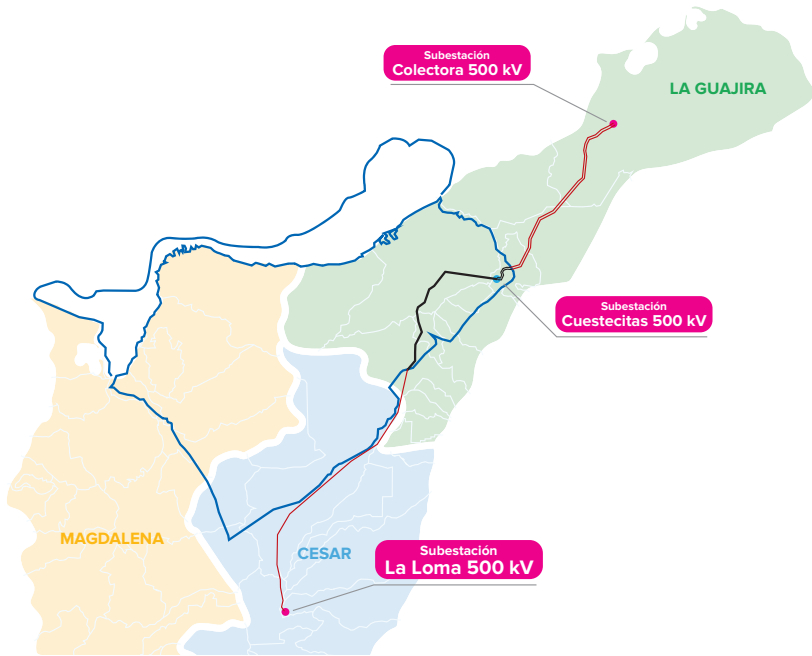 Subestación
Colectora 500 kV
LA GUAJIRA
Subestación
Cuestecitas 500 kV
MAGDALENA
CESAR
Subestación
La Loma 500 kV